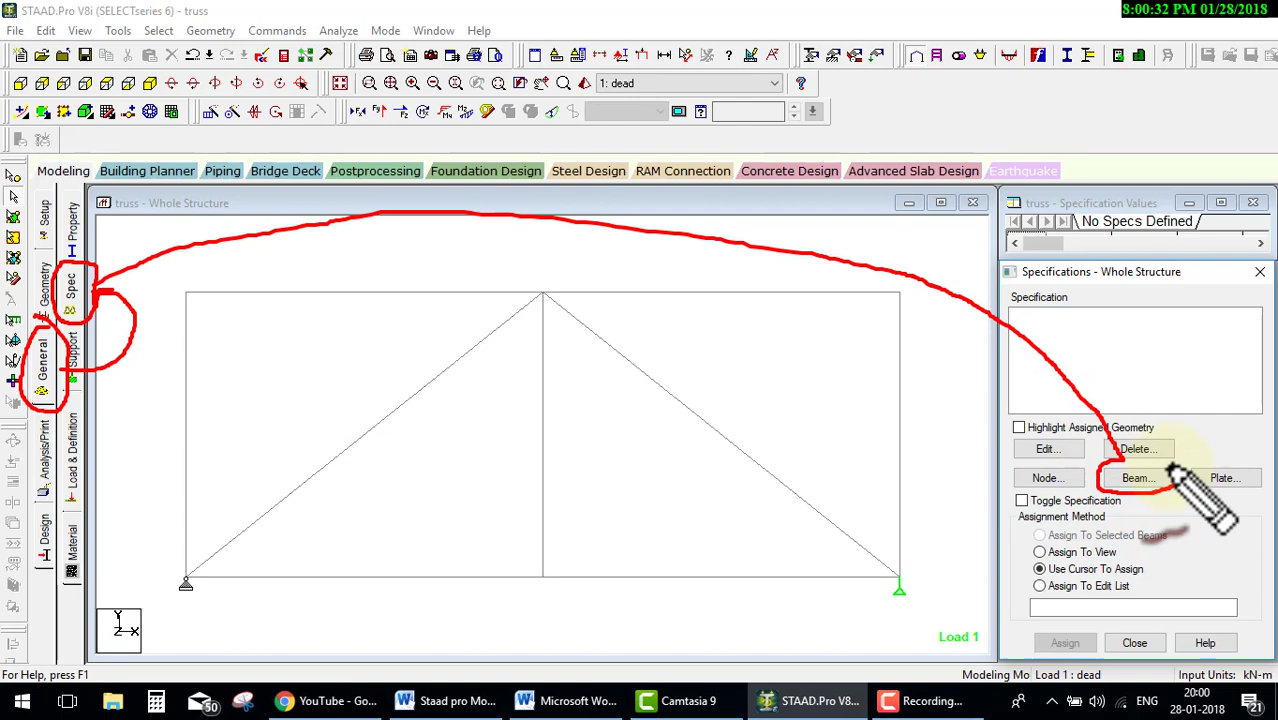 STAAD.Pro V8i (SELECTseries 6) - truss
8:00:32 PM 01/28/2018
File Edit View Tools Select Geometry Commands Analyze Mode Window Help
1: dead
Modeling Building Planner Piping Bridge Deck Postprocessing Foundation Design Steel Design RAM Connection Concrete Design Advanced Slab Design Earthquake
Setup
Geometry
General
Analysis/Print
Design
Property
Spec
Support
Load & Definition
Material
truss - Whole Structure
Load 1
Y
Z X
truss - Specification Values
No Specs Defined
Specifications - Whole Structure
Specification
Highlight Assigned Geometry
Edit... Delete...
Node... Beam... Plate...
Toggle Specification
Assignment Method
Assign To Selected Beams
Assign To View
Use Cursor To Assign
Assign To Edit List
Assign Close Help
For Help, press F1
Modeling Mo Load 1 : dead Input Units: kN-m
50
YouTube - Go...
Staad pro Mo...
Microsoft Wo...
Camtasia 9
STAAD.Pro V8...
Recording...
ENG
20:00
28-01-2018
21